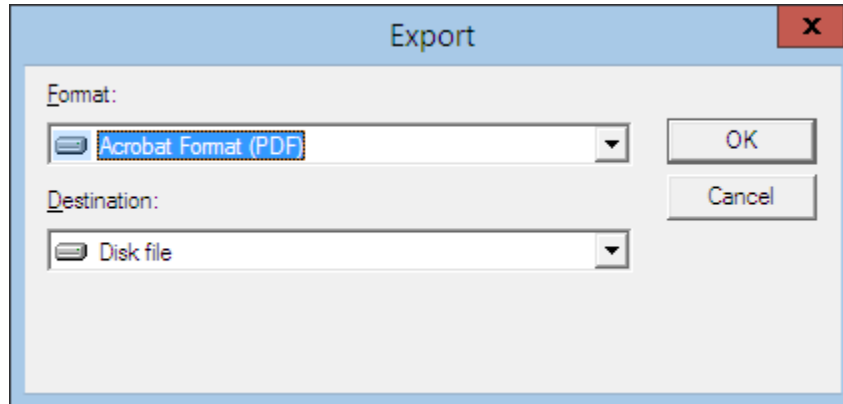 Export
x
Format:
Acrobat Format (PDF)
OK
Destination:
Cancel
Disk file